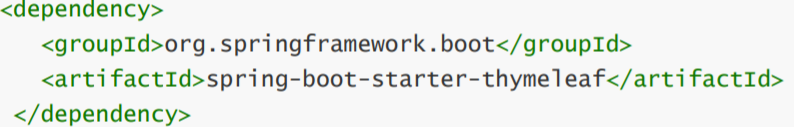 <dependency>
<groupId>org.springframework.boot</groupId>
<artifactId>spring-boot-starter-thymeleaf</artifactId>
</dependency>